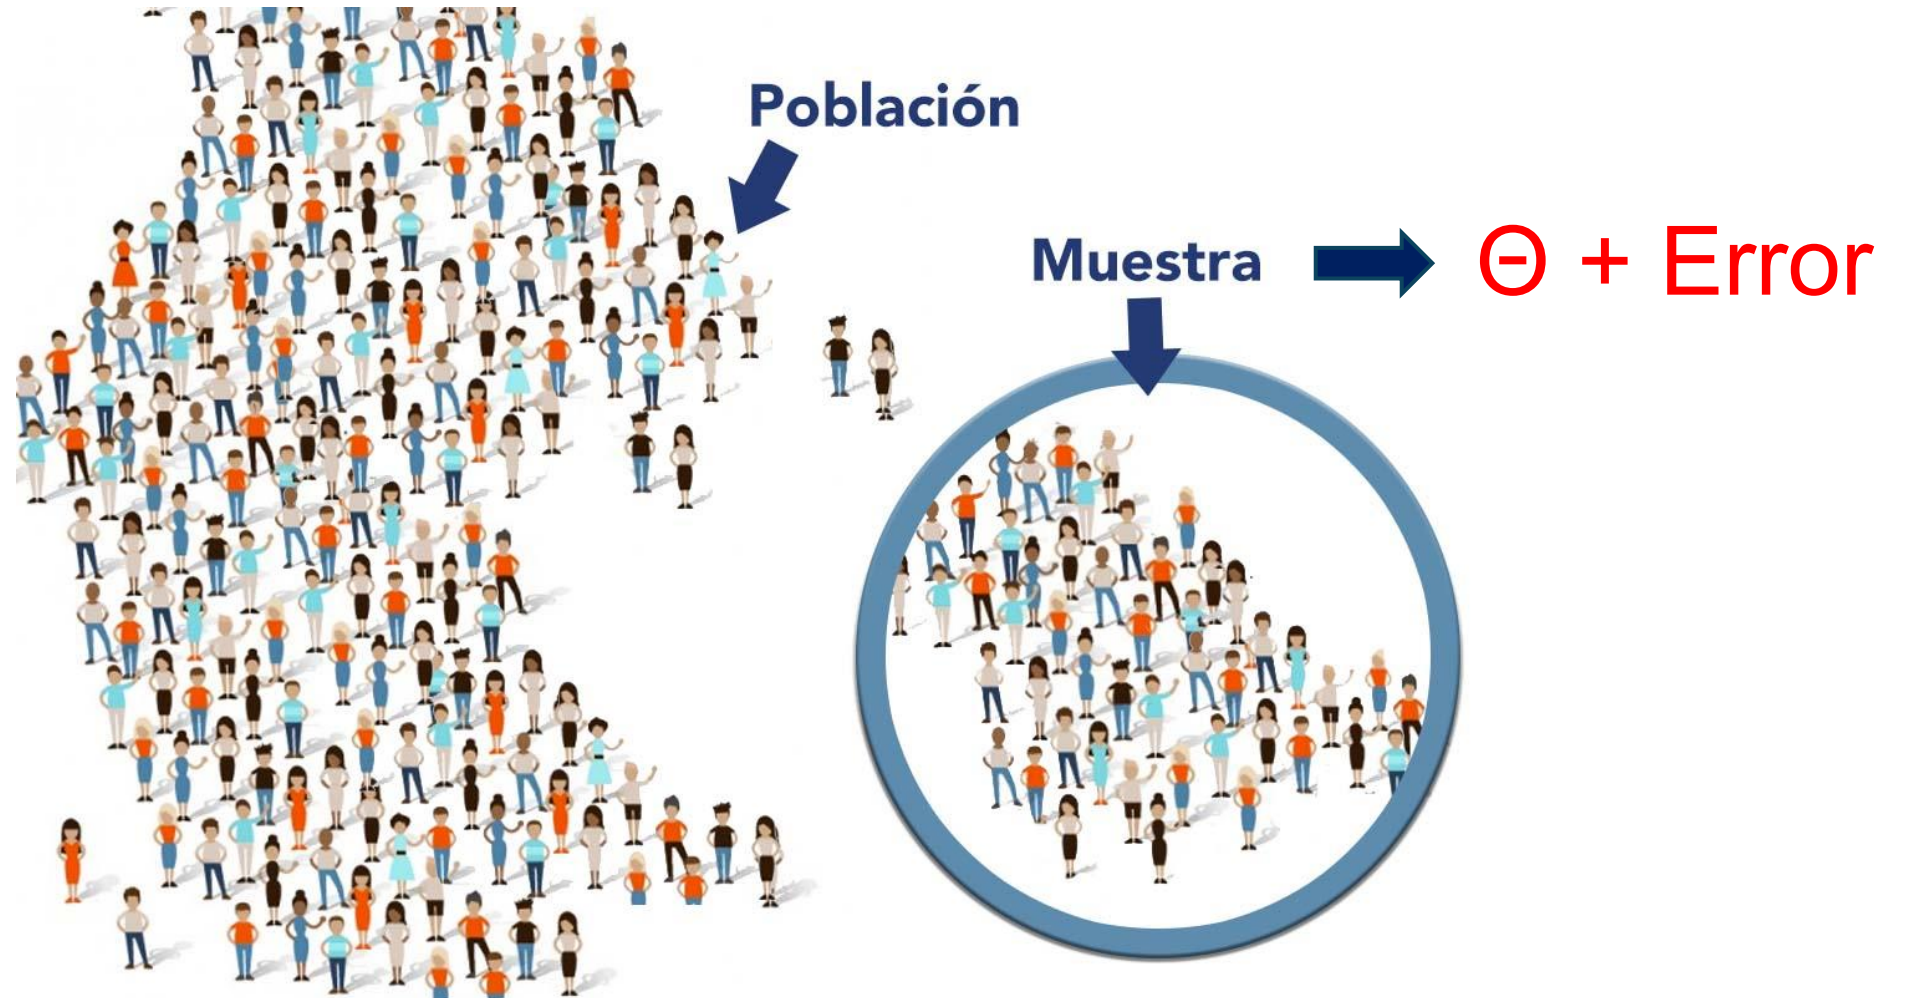 Población
Muestra
Θ + Error